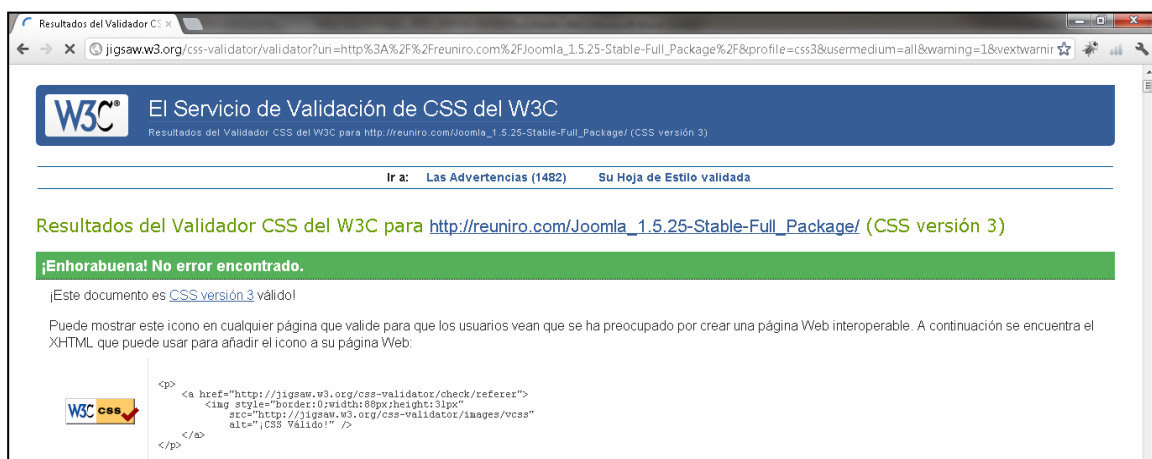 Resultados del Validador CS
jigsaw.w3.org/css-validator/validator?uri=http%3A%2F%2Freuniro.com%2FJoomla_1.5.25-Stable-Full_Package%2F&profile=css3&usermedium=all&warning=1&vextwarnin
W3C®
El Servicio de Validación de CSS del W3C
Resultados del Validador CSS del W3C para http://reuniro.com/Joomla_1.5.25-Stable-Full_Package/ (CSS versión 3)
Ir a: Las Advertencias (1482) Su Hoja de Estilo validada
Resultados del Validador CSS del W3C para http://reuniro.com/Joomla_1.5.25-Stable-Full_Package/ (CSS versión 3)
¡Enhorabuena! No error encontrado.
¡Este documento es CSS versión 3 válido!
Puede mostrar este icono en cualquier página que valide para que los usuarios vean que se ha preocupado por crear una página Web interoperable. A continuación se encuentra el
XHTML que puede usar para añadir el icono a su página Web:
W3C css
<p>
<a href="http://jigsaw.w3.org/css-validator/check/referer">
<img style="border:0;width:88px;height:31px"
src="http://jigsaw.w3.org/css-validator/images/vcss"
alt="¡CSS Válido!" />
</a>
</p>